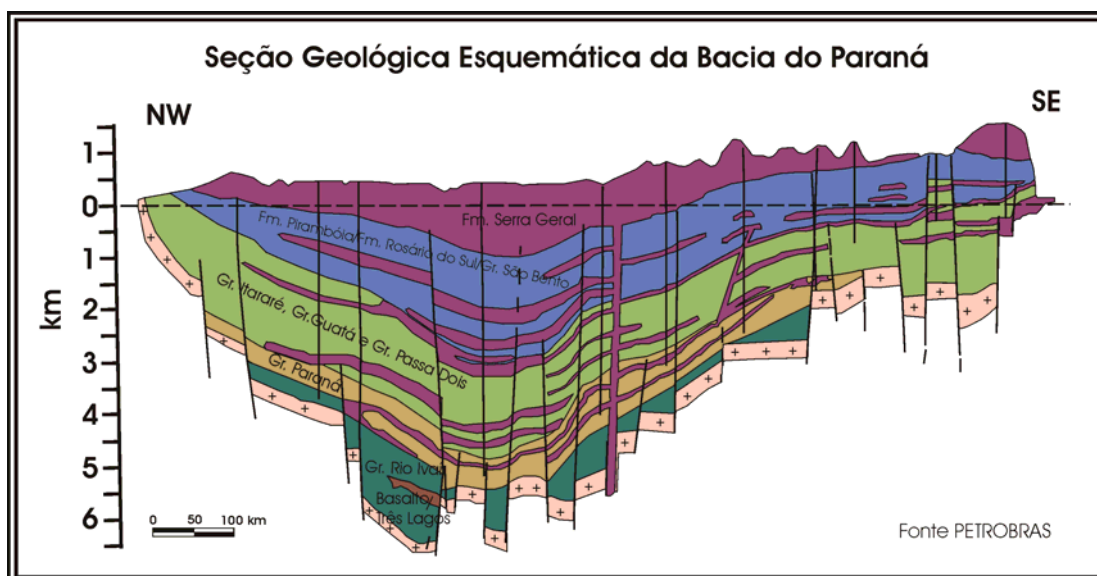 Seção Geológica Esquemática da Bacia do Paraná
NW
SE
1
0
1
2
3
4
5
6
km
Fm. Serra Geral
Fm. Pirambóia/Fm. Rosário do Sul/Gr. São Bento
Gr. Itararé, Gr.Guatá e Gr. Passa Dois
Gr. Paraná
Gr. Rio Ivaí
Basalto
Três Lagos
0 50 100 km
Fonte PETROBRAS